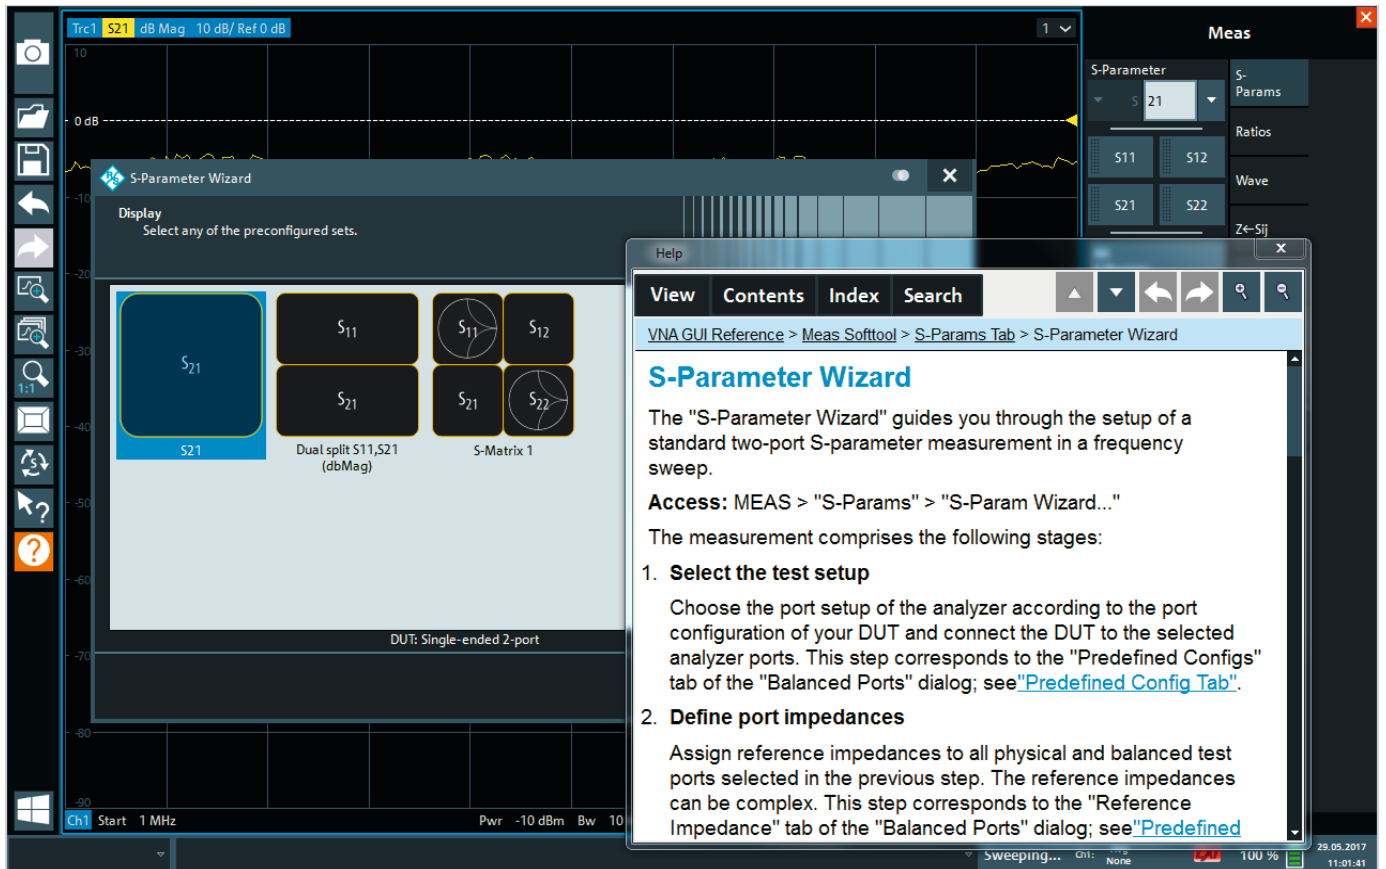 Trc1 S21 dB Mag 10 dB/ Ref 0 dB
1
10
0 dB
-10
-20
-30
-40
-50
-60
-70
-80
-90
1:1
Meas
S-Parameter
S 21
S11 S12
S21 S22
S-
Params
Ratios
Wave
Z←Sij
S-Parameter Wizard
Display
Select any of the preconfigured sets.
S21
S21
S11
S21
Dual split S11,S21
(dbMag)
S11 S12
S21 S22
S-Matrix 1
DUT: Single-ended 2-port
Help
View Contents Index Search
VNA GUI Reference > Meas Softtool > S-Params Tab > S-Parameter Wizard
S-Parameter Wizard
The "S-Parameter Wizard" guides you through the setup of a
standard two-port S-parameter measurement in a frequency
sweep.
Access: MEAS > "S-Params" > "S-Param Wizard..."
The measurement comprises the following stages:
1. Select the test setup
Choose the port setup of the analyzer according to the port
configuration of your DUT and connect the DUT to the selected
analyzer ports. This step corresponds to the "Predefined Configs"
tab of the "Balanced Ports" dialog; see"Predefined Config Tab".
2. Define port impedances
Assign reference impedances to all physical and balanced test
ports selected in the previous step. The reference impedances
can be complex. This step corresponds to the "Reference
Impedance" tab of the "Balanced Ports" dialog; see"Predefined
Ch1 Start 1 MHz Pwr -10 dBm Bw 10
Sweeping... Ch1: None 100 %
29.05.2017
11:01:41